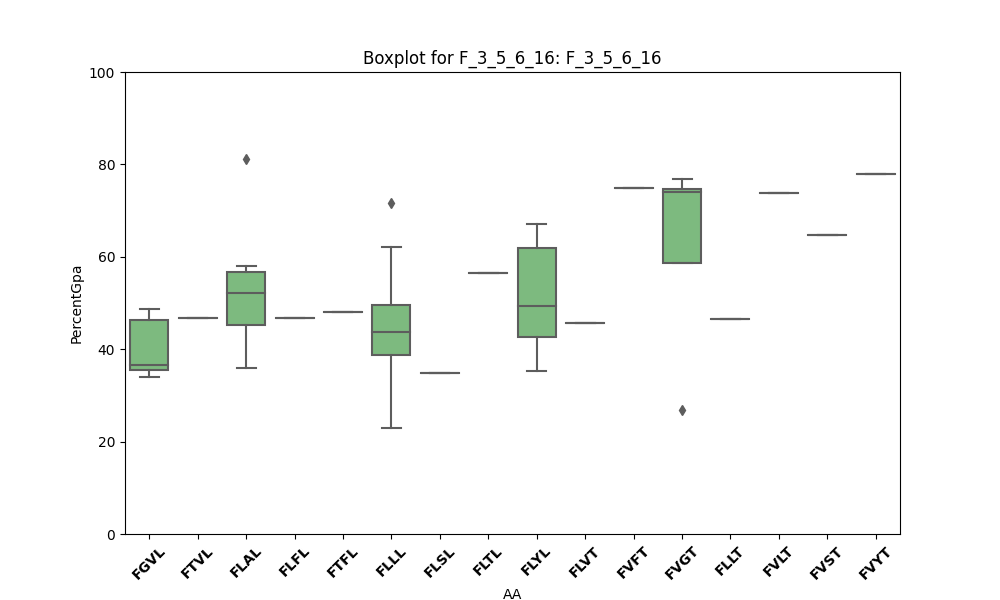 Boxplot for F_3_5_6_16: F_3_5_6_16
100
80
60
40
20
0
PercentGpa
FGVL FTVL FLAL FLFL FTFL FLLL FLSL FLTL FLYL FLVT FVFT FVGT FLLT FVLT FVST FVYT
AA